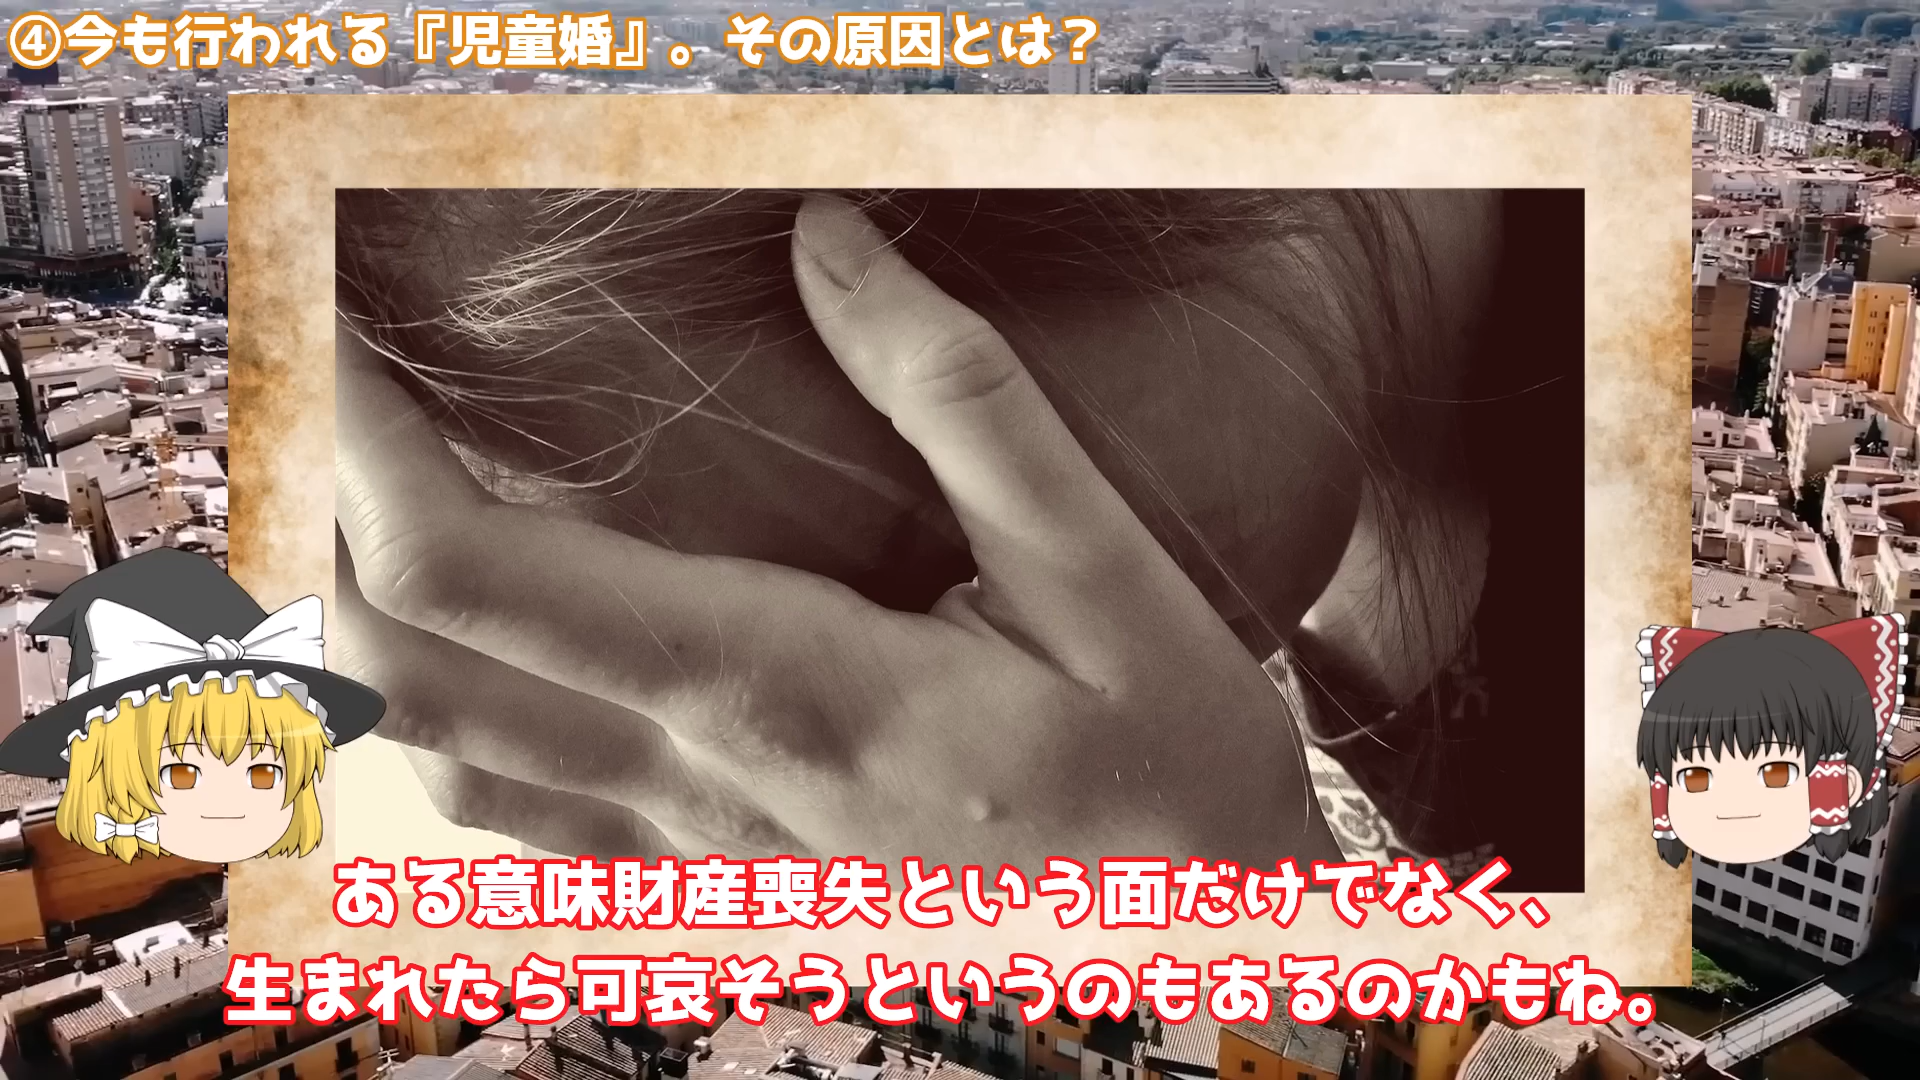 ④今も行われる『児童婚』。その原因とは？
ある意味財産喪失という面だけでなく、
生まれたら可哀そうというのもあるのかもね。